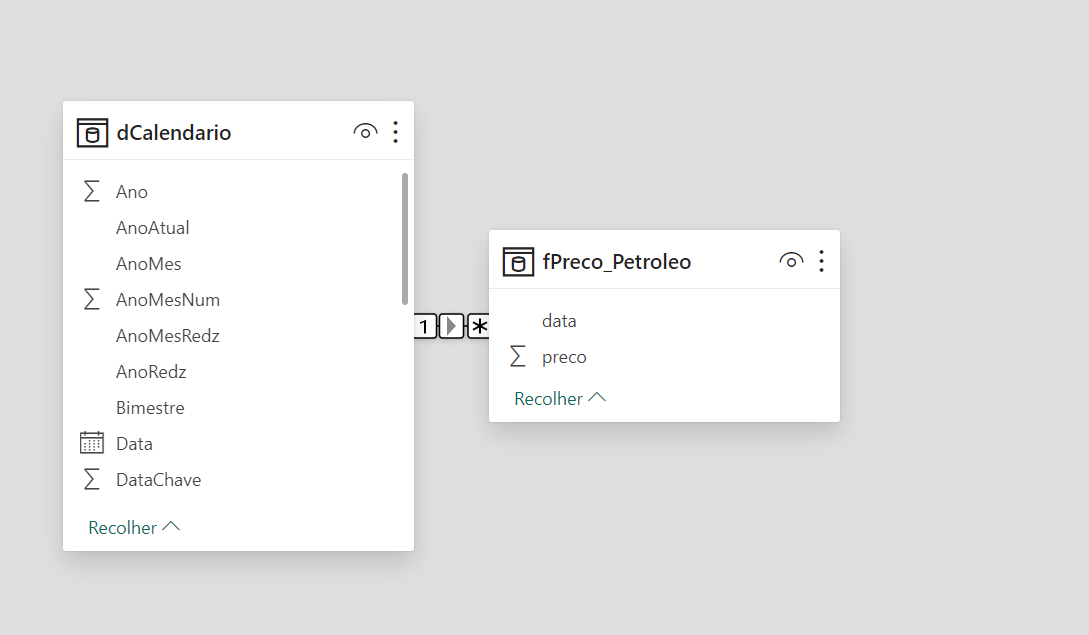 dCalendario
Ano
AnoAtual
AnoMes
AnoMesNum
AnoMesRedz
AnoRedz
Bimestre
Data
DataChave
Recolher
1
*
fPreco_Petroleo
data
preco
Recolher